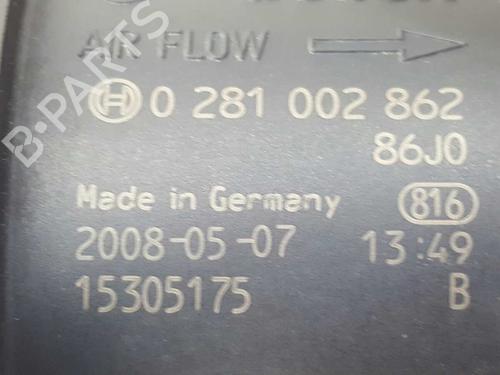 AIR FLOW
0 281 002 862
86J0
Made in Germany 816
2008-05-07 13:49
15305175 B
B-PARTS